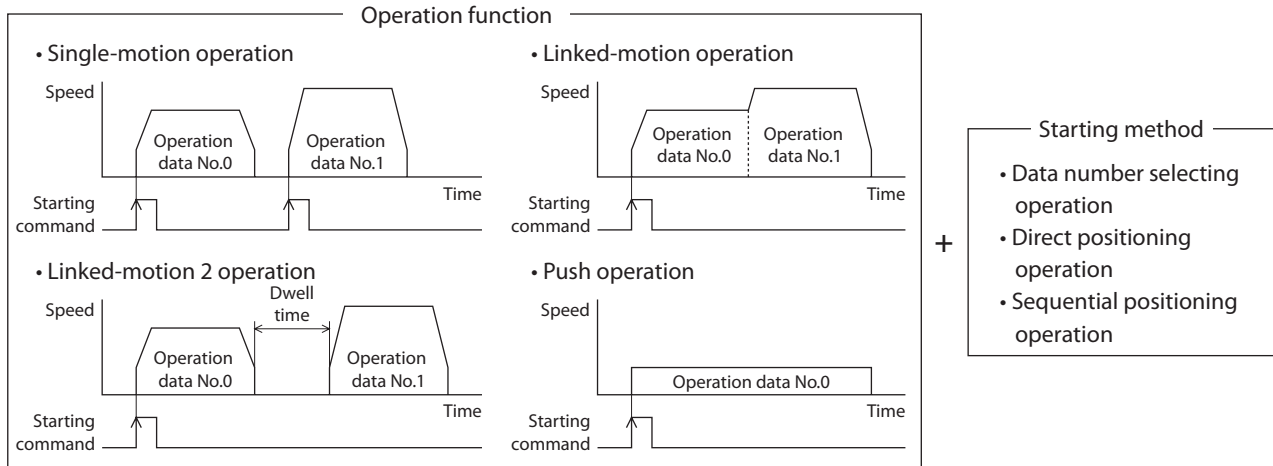 Operation function
• Single-motion operation
Speed
Operation
data No.0
Operation
data No.1
Time
Starting
command
• Linked-motion operation
Speed
Operation
data No.0
Operation
data No.1
Time
Starting
command
• Linked-motion 2 operation
Dwell
time
Speed
Operation
data No.0
Operation
data No.1
Time
Starting
command
• Push operation
Speed
Operation data No.0
Time
Starting
command
+
Starting method
• Data number selecting
operation
• Direct positioning
operation
• Sequential positioning
operation